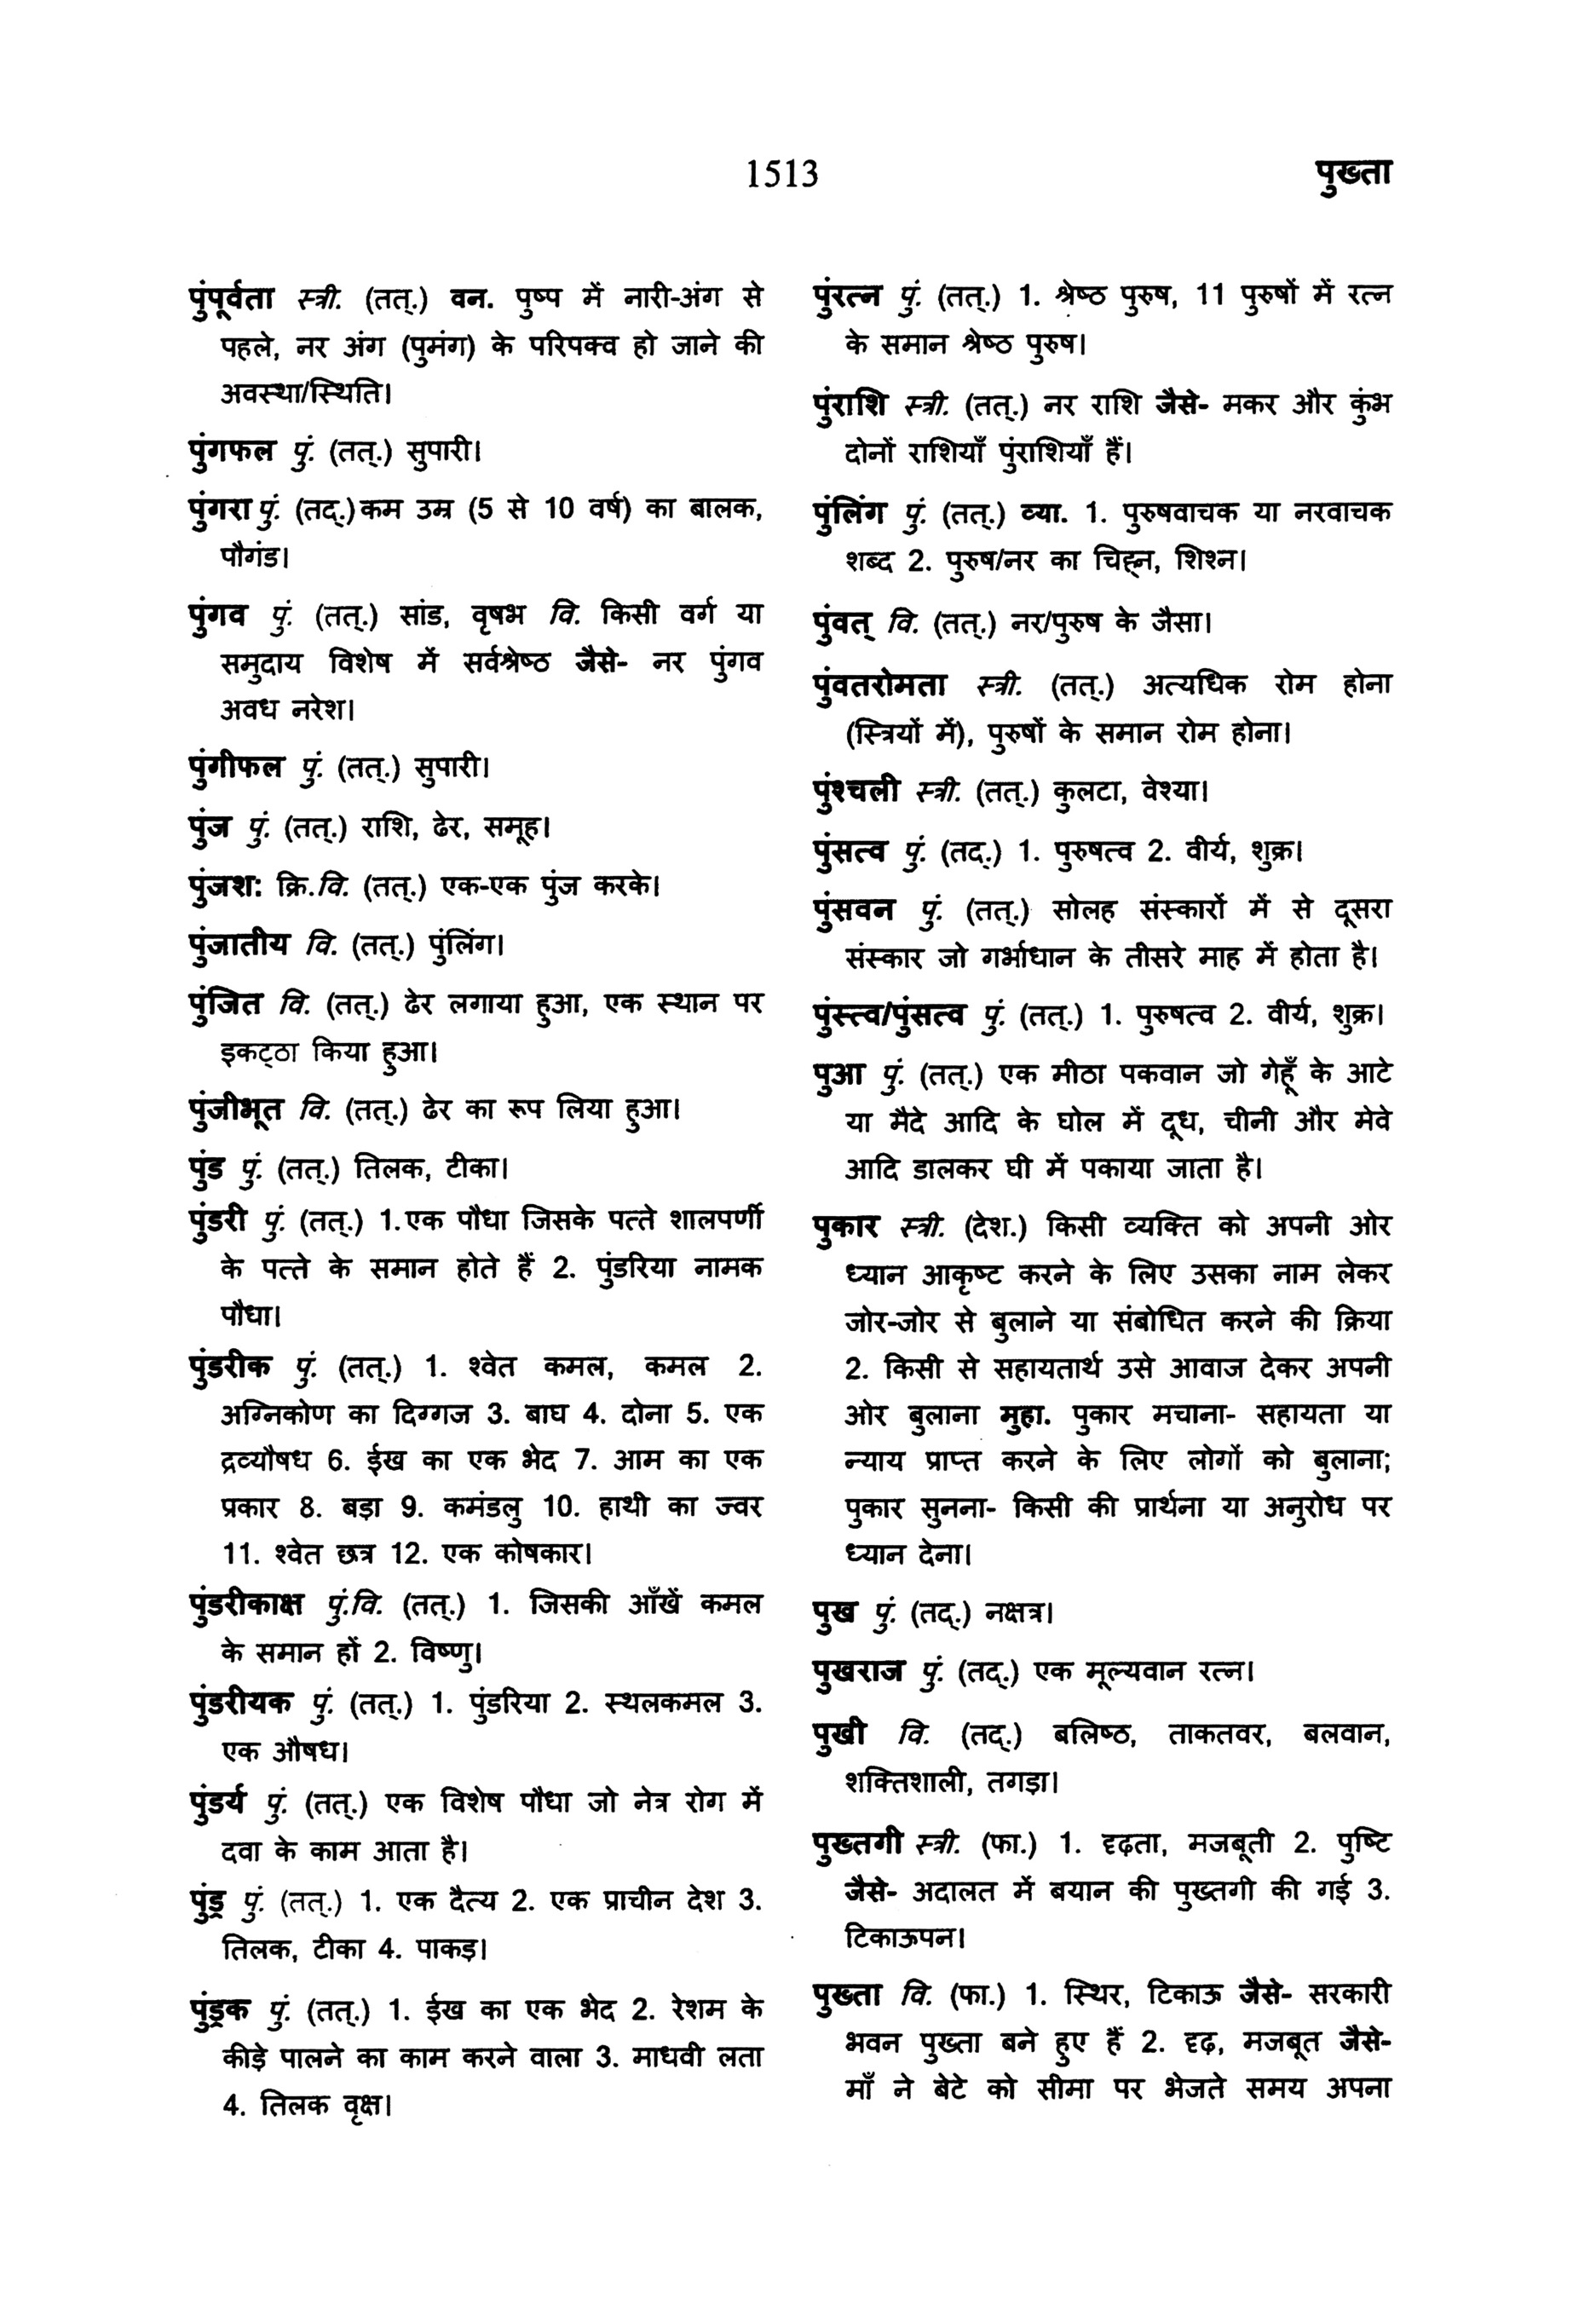 1513
पुख्ता
पुंपूर्वता स्त्री. (तत्.) वन. पुष्प में नारी-अंग से
पहले, नर अंग (पुमंग) के परिपक्व हो जाने की
अवस्था/स्थिति।
पुंगफल पुं. (तत्.) सुपारी।
पुंगरा पुं. (तद्.) कम उम्र (5 से 10 वर्ष) का बालक,
पौगंड।
पुंगव पुं. (तत्.) सांड, वृषभ वि. किसी वर्ग या
समुदाय विशेष में सर्वश्रेष्ठ जैसे- नर पुंगव
अवध नरेश।
पुंगीफल पुं. (तत्.) सुपारी।
पुंज पुं. (तत्.) राशि, ढेर, समूह।
पुंजश: क्रि.वि. (तत्.) एक-एक पुंज करके।
पुंजातीय वि. (तत्.) पुंलिंग।
पुंजित वि. (तत्.) ढेर लगाया हुआ, एक स्थान पर
इकट्ठा किया हुआ।
पुंजीभूत वि. (तत्.) ढेर का रूप लिया हुआ।
पुंड पुं. (तत्.) तिलक, टीका।
पुंडरी पुं. (तत्.) 1. एक पौधा जिसके पत्ते शालपर्णी
के पत्ते के समान होते हैं 2. पुंडरिया नामक
पौधा।
पुंडरीक पुं. (तत्.) 1. श्वेत कमल, कमल 2.
अग्निकोण का दिग्गज 3. बाघ 4. दोना 5. एक
द्रव्यौषध 6. ईख का एक भेद 7. आम का एक
प्रकार 8. बड़ा 9. कमंडलु 10. हाथी का ज्वर
11. श्वेत छत्र 12. एक कोषकार।
पुंडरीकाक्ष पुं.वि. (तत्.) 1. जिसकी आँखें कमल
के समान हों 2. विष्णु।
पुंडरीयक पुं. (तत्.) 1. पुंडरिया 2. स्थलकमल 3.
एक औषध।
पुंडर्य पुं. (तत्.) एक विशेष पौधा जो नेत्र रोग में
दवा के काम आता है।
पुंड्र पुं. (तत्.) 1. एक दैत्य 2. एक प्राचीन देश 3.
तिलक, टीका 4. पाकड़।
पुंड्रक पुं. (तत्.) 1. ईख का एक भेद 2. रेशम के
कीड़े पालने का काम करने वाला 3. माधवी लता
4. तिलक वृक्ष।
पुंरत्न पुं. (तत्.) 1. श्रेष्ठ पुरुष, 11 पुरुषों में रत्न
के समान श्रेष्ठ पुरुष।
पुंराशि स्त्री. (तत्.) नर राशि जैसे- मकर और कुंभ
दोनों राशियाँ पुंराशियाँ हैं।
पुंलिंग पुं. (तत्.) व्या. 1. पुरुषवाचक या नरवाचक
शब्द 2. पुरुष/नर का चिह्न, शिश्न।
पुंवत् वि. (तत्.) नर/पुरुष के जैसा।
पुंवतरोमता स्त्री. (तत्.) अत्यधिक रोम होना
(स्त्रियों में), पुरुषों के समान रोम होना।
पुंश्चली स्त्री. (तत्.) कुलटा, वेश्या।
पुंसत्व पुं. (तद्.) 1. पुरुषत्व 2. वीर्य, शुक्र।
पुंसवन पुं. (तत्.) सोलह संस्कारों में से दूसरा
संस्कार जो गर्भाधान के तीसरे माह में होता है।
पुंस्त्व/पुंसत्व पुं. (तत्.) 1. पुरुषत्व 2. वीर्य, शुक्र।
पुआ पुं. (तत्.) एक मीठा पकवान जो गेहूँ के आटे
या मैदे आदि के घोल में दूध, चीनी और मेवे
आदि डालकर घी में पकाया जाता है।
पुकार स्त्री. (देश.) किसी व्यक्ति को अपनी ओर
ध्यान आकृष्ट करने के लिए उसका नाम लेकर
जोर-जोर से बुलाने या संबोधित करने की क्रिया
2. किसी से सहायतार्थ उसे आवाज देकर अपनी
ओर बुलाना मुहा. पुकार मचाना- सहायता या
न्याय प्राप्त करने के लिए लोगों को बुलाना;
पुकार सुनना- किसी की प्रार्थना या अनुरोध पर
ध्यान देना।
पुख पुं. (तद्.) नक्षत्र।
पुखराज पुं. (तद्.) एक मूल्यवान रत्न।
पुखी वि. (तद्.) बलिष्ठ, ताकतवर, बलवान,
शक्तिशाली, तगड़ा।
पुख्तगी स्त्री. (फा.) 1. दृढ़ता, मजबूती 2. पुष्टि
जैसे- अदालत में बयान की पुख्तगी की गई 3.
टिकाऊपन।
पुख्ता वि. (फा.) 1. स्थिर, टिकाऊ जैसे- सरकारी
भवन पुख्ता बने हुए हैं 2. दृढ़, मजबूत जैसे-
माँ ने बेटे को सीमा पर भेजते समय अपना